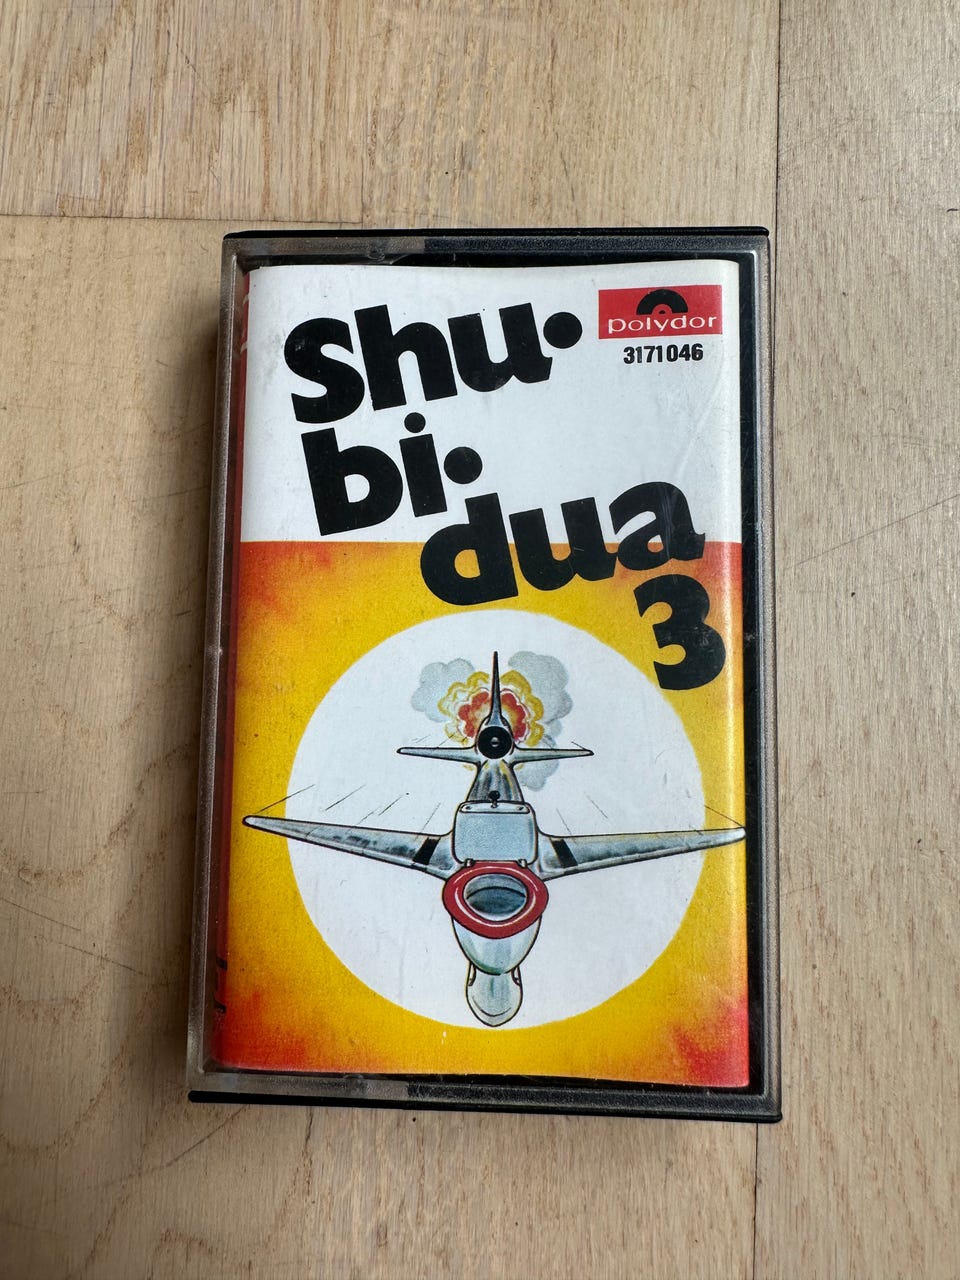 Shu·
polydor
3171046
bi·
dua
3